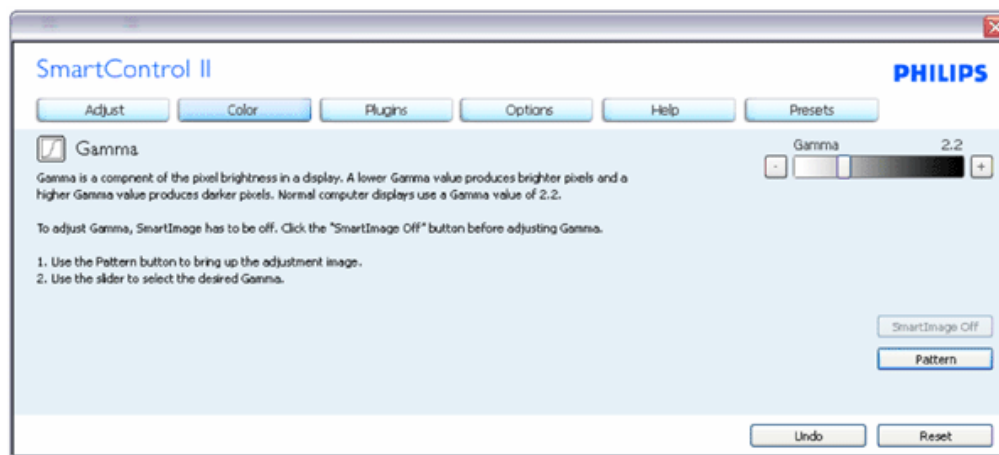 SmartControl II
PHILIPS
Adjust
Color
Plugins
Options
Help
Presets
Gamma
Gamma 2.2
- +
Gamma is a compnent of the pixel brightness in a display. A lower Gamma value produces brighter pixels and a
higher Gamma value produces darker pixels. Normal computer displays use a Gamma value of 2.2.
To adjust Gamma, SmartImage has to be off. Click the "SmartImage Off" button before adjusting Gamma.
1. Use the Pattern button to bring up the adjustment image.
2. Use the slider to select the desired Gamma.
SmartImage Off
Pattern
Undo
Reset